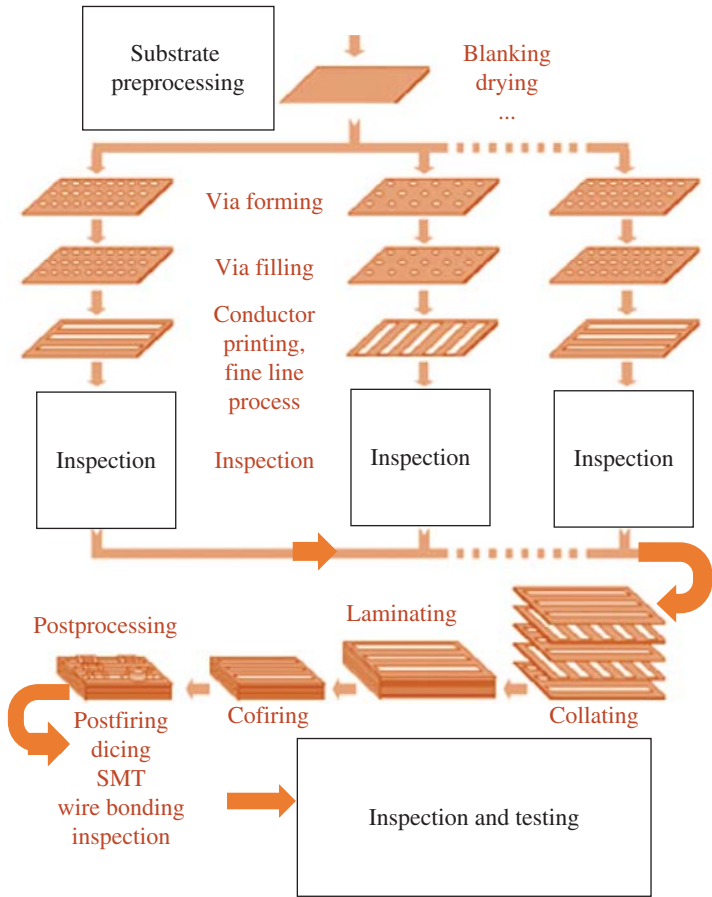 Substrate
preprocessing
Blanking
drying
...
Via forming
Via filling
Conductor
printing,
fine line
process
Inspection
Inspection
Inspection
Inspection
Postprocessing
Laminating
Cofiring
Collating
Postfiring
dicing
SMT
wire bonding
inspection
Inspection and testing